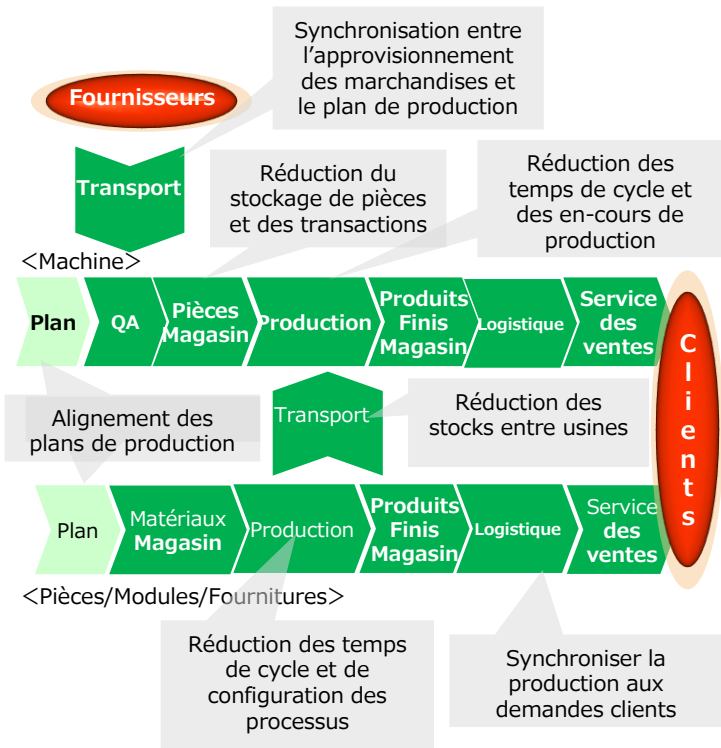 Synchronisation entre
l’approvisionnement
des marchandises et
le plan de production
Fournisseurs
Transport
Réduction du
stockage de pièces
et des transactions
Réduction des
temps de cycle et
des en-cours de
production
<Machine>
Plan
QA
Pièces
Magasin
Production
Produits
Finis
Magasin
Logistique
Service
des
ventes
Clients
Alignement des
plans de production
Transport
Réduction des
stocks entre usines
Plan
Matériaux
Magasin
Production
Produits
Finis
Magasin
Logistique
Service
des
ventes
<Pièces/Modules/Fournitures>
Réduction des temps
de cycle et de
configuration des
processus
Synchroniser la
production aux
demandes clients